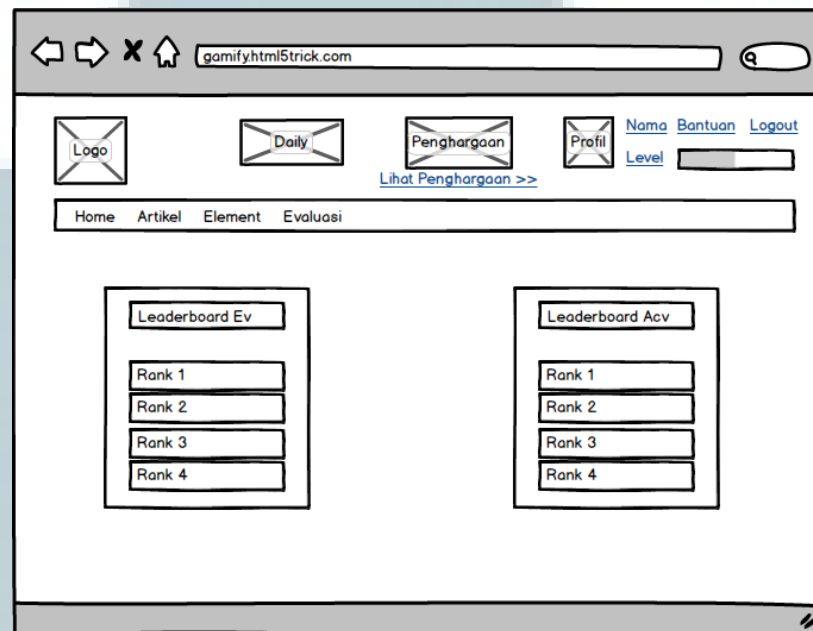 gamify.html5trick.com
Logo
Daily
Penghargaan
Profil
Nama Bantuan Logout
Level
Lihat Penghargaan >>
Home Artikel Element Evaluasi
Leaderboard Ev
Rank 1
Rank 2
Rank 3
Rank 4
Leaderboard Acv
Rank 1
Rank 2
Rank 3
Rank 4